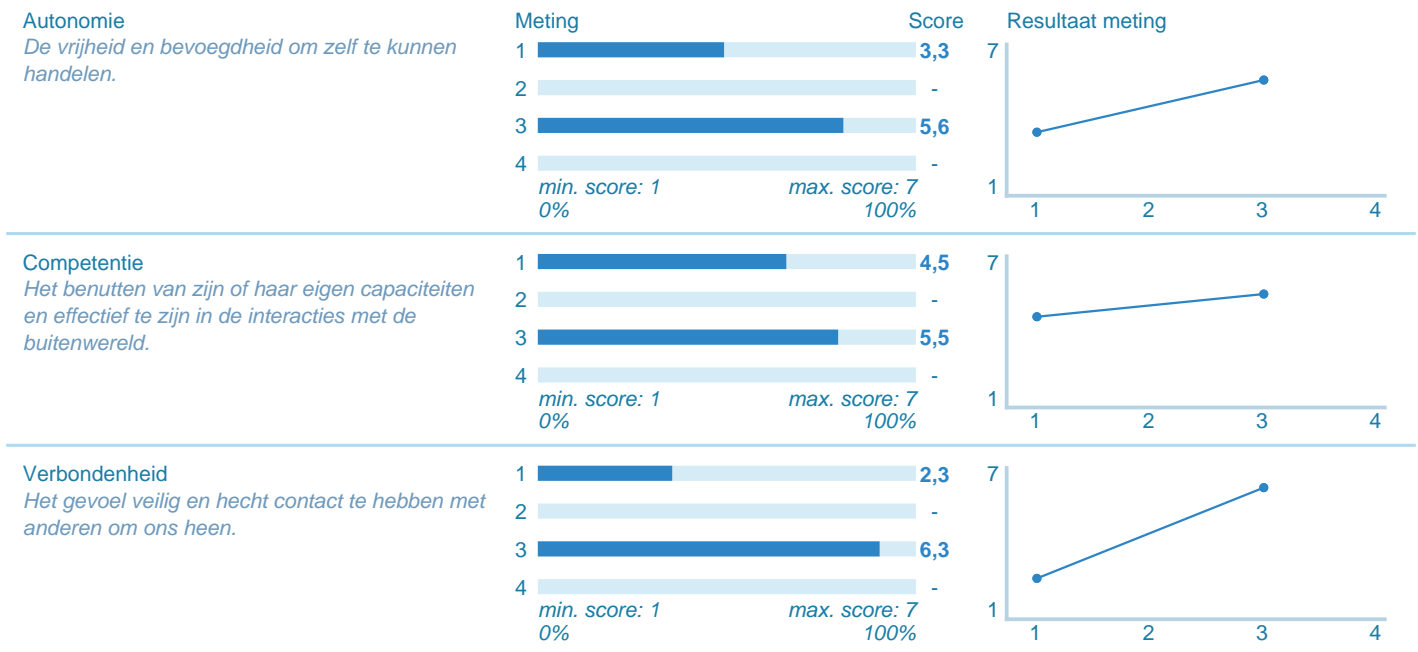 Autonomie
De vrijheid en bevoegdheid om zelf te kunnen
handelen.
Meting Score
1 3,3
2 -
3 5,6
4 -
min. score: 1 max. score: 7
0% 100%
Resultaat meting
7
1
1 2 3 4
Competentie
Het benutten van zijn of haar eigen capaciteiten
en effectief te zijn in de interacties met de
buitenwereld.
1 4,5
2 -
3 5,5
4 -
min. score: 1 max. score: 7
0% 100%
7
1
1 2 3 4
Verbondenheid
Het gevoel veilig en hecht contact te hebben met
anderen om ons heen.
1 2,3
2 -
3 6,3
4 -
min. score: 1 max. score: 7
0% 100%
7
1
1 2 3 4